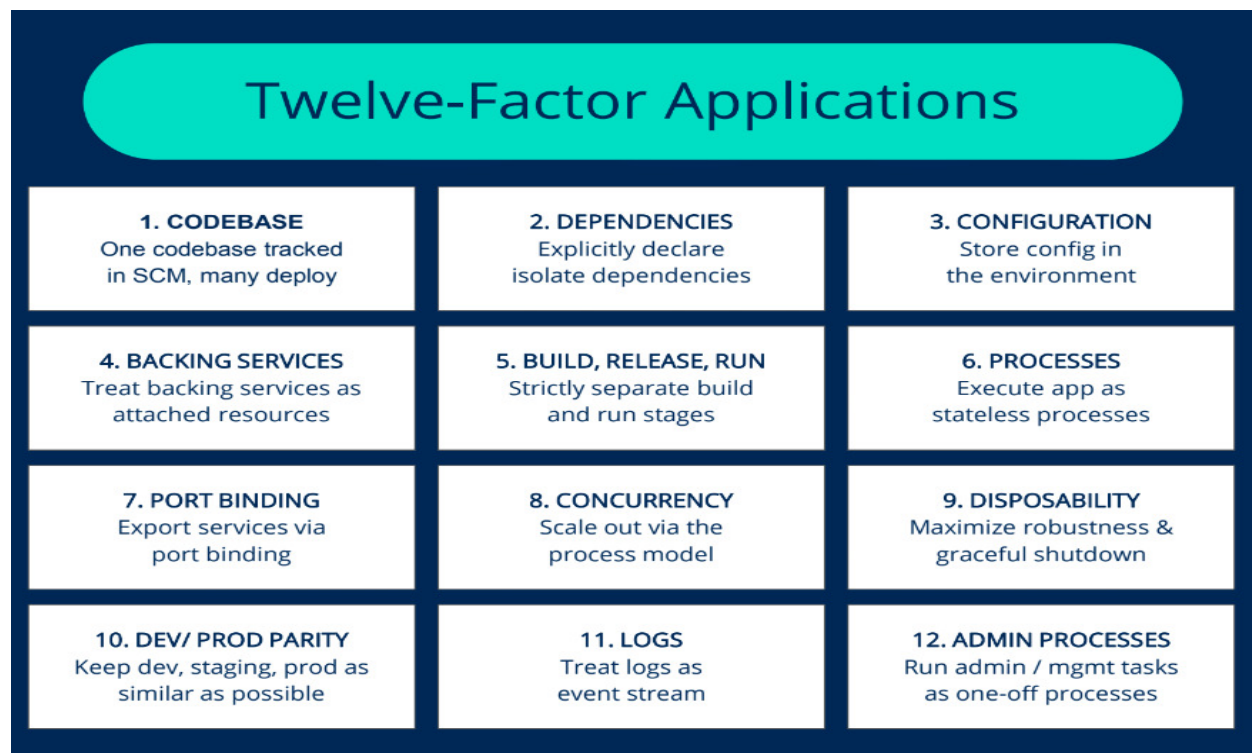 Twelve-Factor Applications
1. CODEBASE
One codebase tracked
in SCM, many deploy
2. DEPENDENCIES
Explicitly declare
isolate dependencies
3. CONFIGURATION
Store config in
the environment
4. BACKING SERVICES
Treat backing services as
attached resources
5. BUILD, RELEASE, RUN
Strictly separate build
and run stages
6. PROCESSES
Execute app as
stateless processes
7. PORT BINDING
Export services via
port binding
8. CONCURRENCY
Scale out via the
process model
9. DISPOSABILITY
Maximize robustness &
graceful shutdown
10. DEV/ PROD PARITY
Keep dev, staging, prod as
similar as possible
11. LOGS
Treat logs as
event stream
12. ADMIN PROCESSES
Run admin / mgmt tasks
as one-off processes